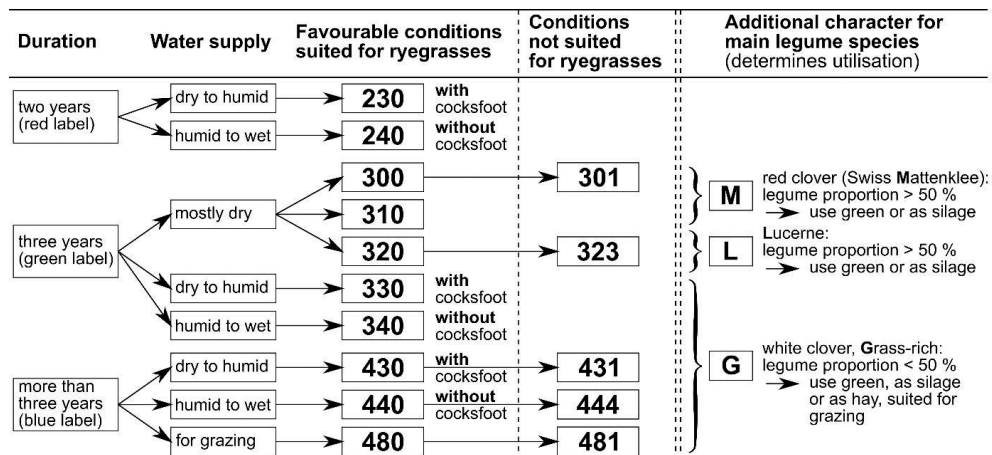 Duration
Water supply
Favourable conditions
suited for ryegrasses
Conditions
not suited
for ryegrasses
Additional character for
main legume species
(determines utilisation)
two years
(red label)
dry to humid
230
with
cocksfoot
humid to wet
240
without
cocksfoot
three years
(green label)
mostly dry
300
301
310
320
323
dry to humid
330
with
cocksfoot
humid to wet
340
without
cocksfoot
more than
three years
(blue label)
dry to humid
430
with
cocksfoot
431
humid to wet
440
without
cocksfoot
444
for grazing
480
481
M
red clover (Swiss Mattenklee):
legume proportion > 50 %
use green or as silage
L
Lucerne:
legume proportion > 50 %
use green or as silage
G
white clover, Grass-rich:
legume proportion < 50 %
use green, as silage
or as hay, suited for
grazing